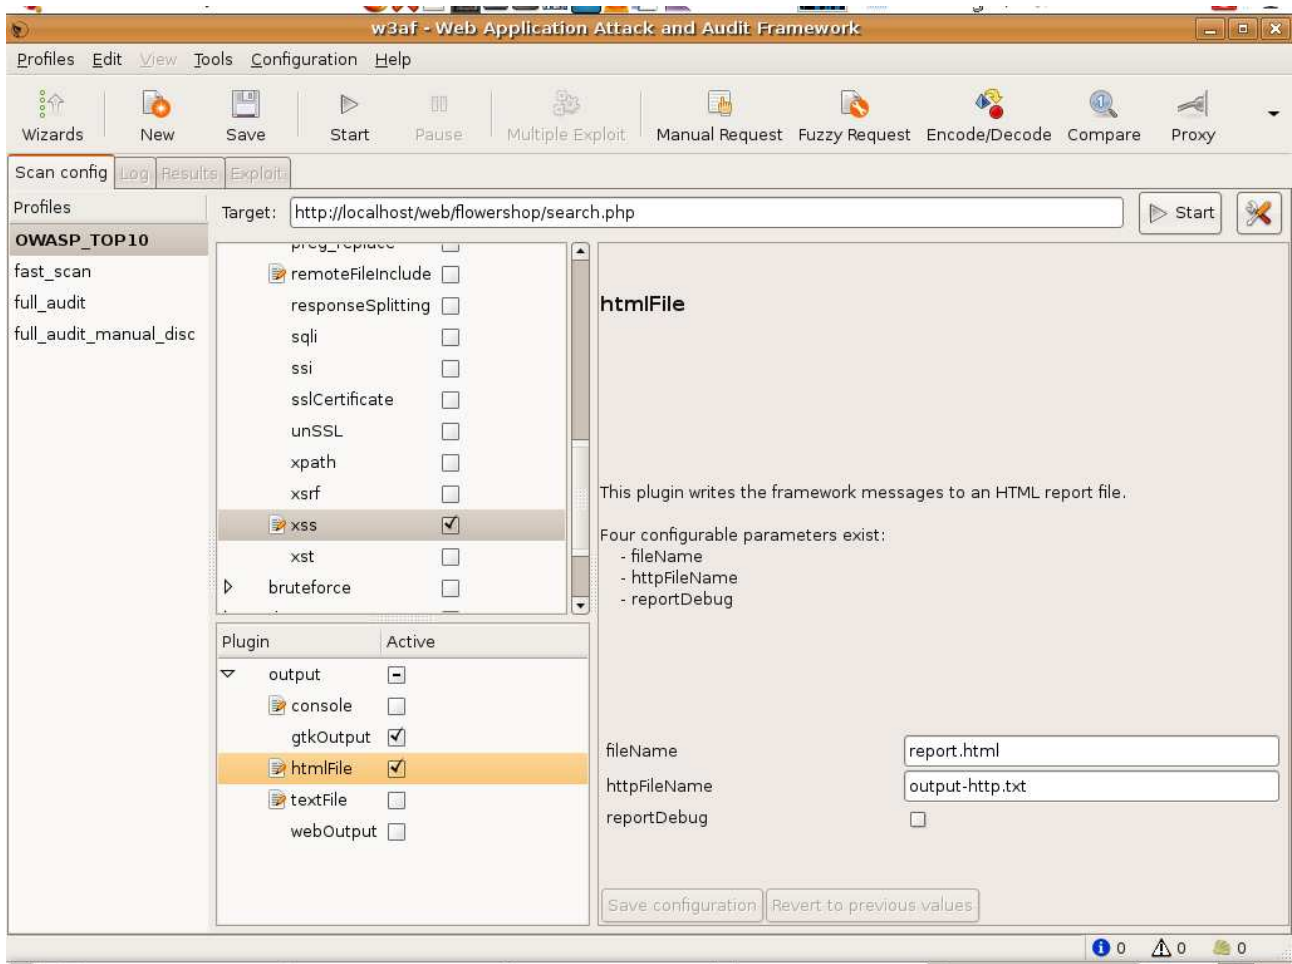 w3af - Web Application Attack and Audit Framework
Profiles Edit View Tools Configuration Help
Wizards New Save Start Pause Multiple Exploit Manual Request Fuzzy Request Encode/Decode Compare Proxy
Scan config Log Results Exploit
Profiles
OWASP_TOP10
fast_scan
full_audit
full_audit_manual_disc
Target: http://localhost/web/flowershop/search.php Start
preg_replace
remoteFileInclude
responseSplitting
sqli
ssi
sslCertificate
unSSL
xpath
xsrf
xss
xst
bruteforce
Plugin Active
output
console
gtkOutput
htmlFile
textFile
webOutput
htmlFile
This plugin writes the framework messages to an HTML report file.
Four configurable parameters exist:
- fileName
- httpFileName
- reportDebug
fileName report.html
httpFileName output-http.txt
reportDebug
Save configuration Revert to previous values
0 0 0